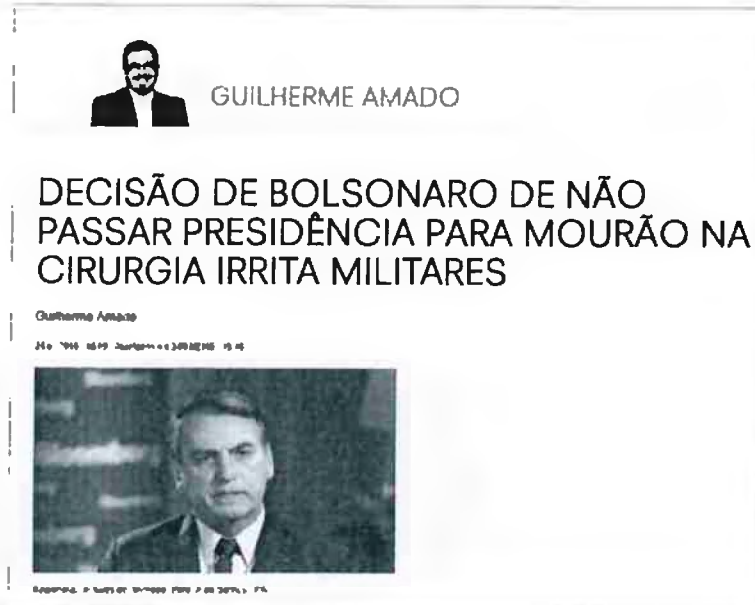 GUILHERME AMADO
DECISÃO DE BOLSONARO DE NÃO
PASSAR PRESIDÊNCIA PARA MOURÃO NA
CIRURGIA IRRITA MILITARES
Guilherme Amado